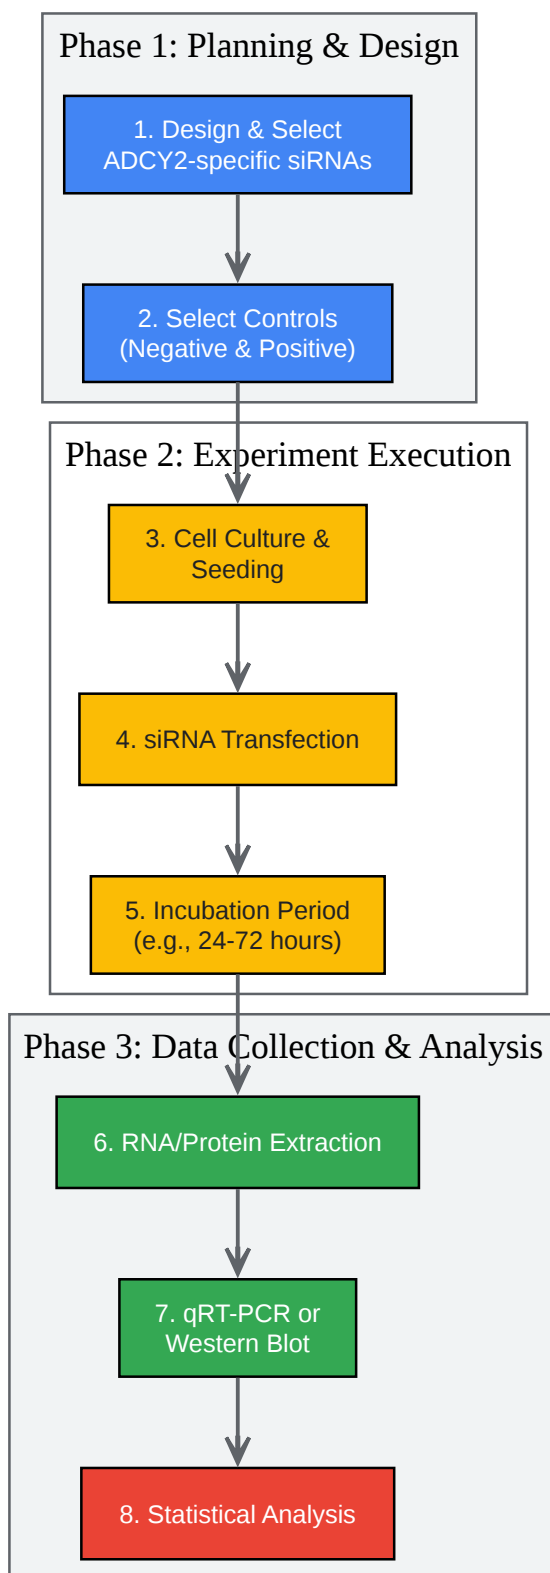 Phase 1: Planning & Design
1. Design & Select
ADCY2-specific siRNAs
2. Select Controls
(Negative & Positive)
Phase 2: Experiment Execution
3. Cell Culture &
Seeding
4. siRNA Transfection
5. Incubation Period
(e.g., 24-72 hours)
Phase 3: Data Collection & Analysis
6. RNA/Protein Extraction
7. qRT-PCR or
Western Blot
8. Statistical Analysis